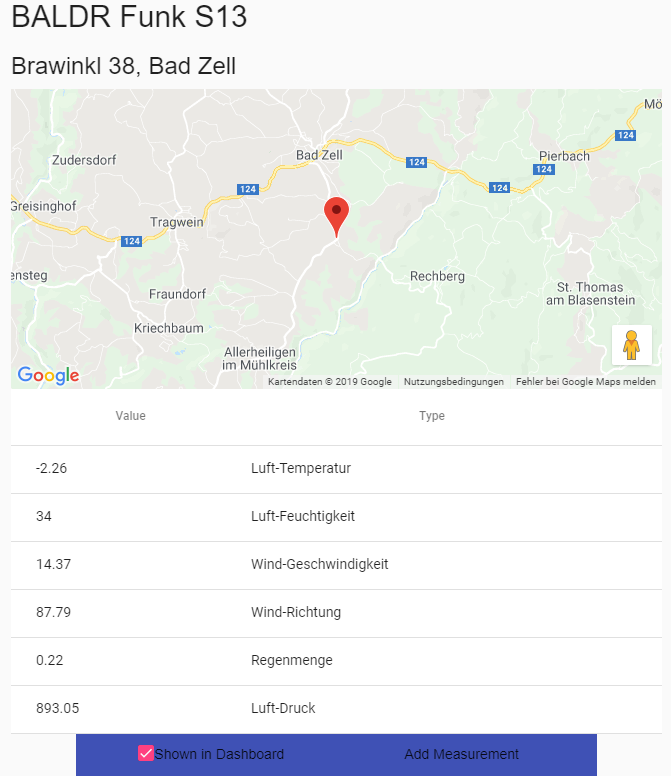 BALDR Funk S13
Brawinkl 38, Bad Zell
Mö
124
Zudersdorf
Bad Zell
124
Pierbach
124
124
124
Greisinghof
Tragwein
124
ensteg
Rechberg
Fraundorf
St. Thomas
am Blasenstein
Kriechbaum
Allerheiligen
im Mühlkreis
Google
Kartendaten © 2019 Google Nutzungsbedingungen Fehler bei Google Maps melden
Value Type
-2.26 Luft-Temperatur
34 Luft-Feuchtigkeit
14.37 Wind-Geschwindigkeit
87.79 Wind-Richtung
0.22 Regenmenge
893.05 Luft-Druck
Shown in Dashboard Add Measurement